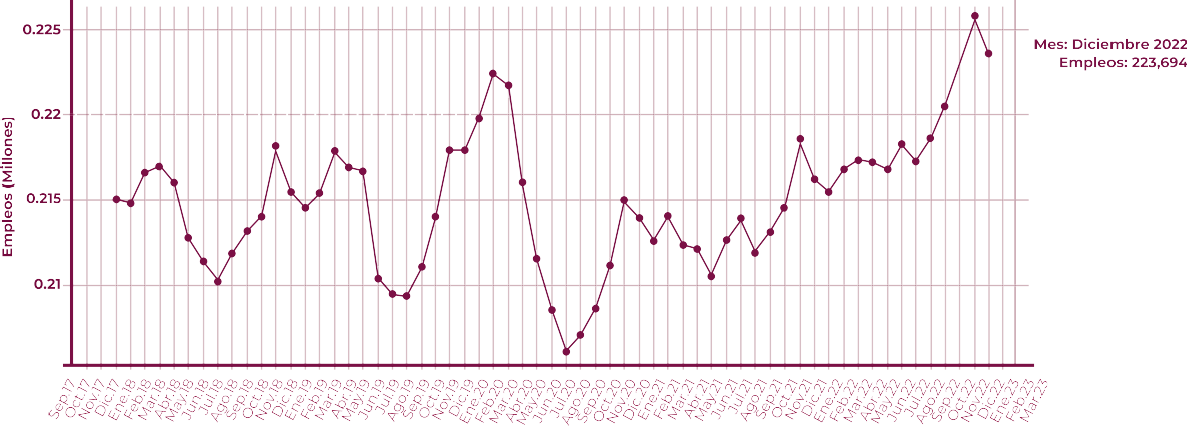 0.225
0.22
0.215
0.21
Empleos (Millones)
Mes: Diciembre 2022
Empleos: 223,694
Sep.17
Oct.17
Nov.17
Dic.17
Ene.18
Feb.18
Mar.18
Abr.18
May.18
Jun.18
Jul.18
Ago.18
Sep.18
Oct.18
Nov.18
Dic.18
Ene.19
Feb.19
Mar.19
Abr.19
May.19
Jun.19
Jul.19
Ago.19
Sep.19
Oct.19
Nov.19
Dic.19
Ene.20
Feb.20
Mar.20
Abr.20
May.20
Jun.20
Jul.20
Ago.20
Sep.20
Oct.20
Nov.20
Dic.20
Ene.21
Feb.21
Mar.21
Abr.21
May.21
Jun.21
Jul.21
Ago.21
Sep.21
Oct.21
Nov.21
Dic.21
Ene.22
Feb.22
Mar.22
Abr.22
May.22
Jun.22
Jul.22
Ago.22
Sep.22
Oct.22
Nov.22
Dic.22
Ene.23
Feb.23
Mar.23